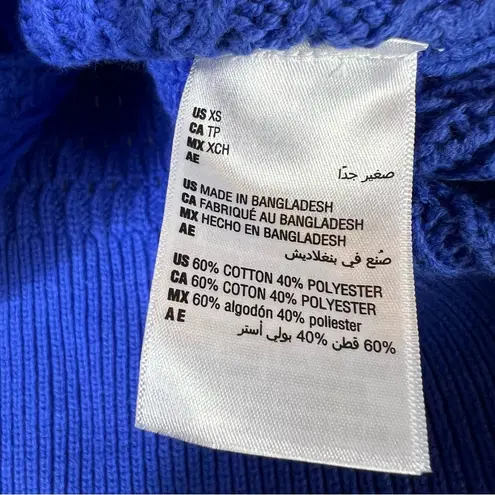 US XS
CA TP
MX XCH
AE صغير جدًا
US MADE IN BANGLADESH
CA FABRIQUÉ AU BANGLADESH
MX HECHO EN BANGLADESH
AE صُنع في بنغلاديش
US 60% COTTON 40% POLYESTER
CA 60% COTON 40% POLYESTER
MX 60% algodón 40% poliester
AE 60% قطن 40% بولي أستر